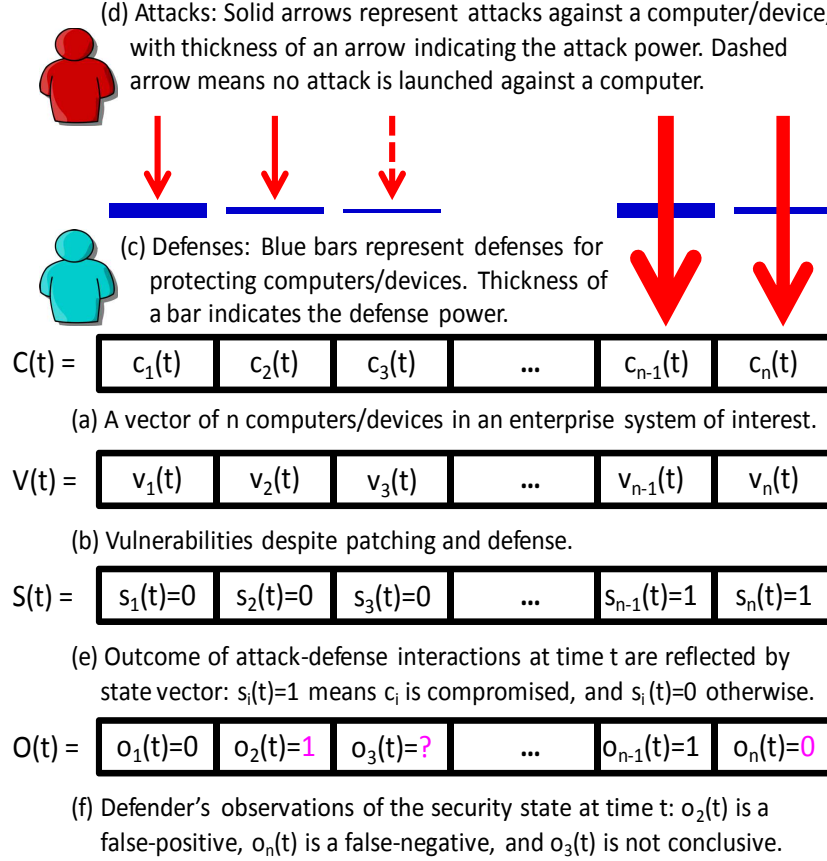 (d) Attacks: Solid arrows represent attacks against a computer/device,
with thickness of an arrow indicating the attack power. Dashed
arrow means no attack is launched against a computer.
(c) Defenses: Blue bars represent defenses for
protecting computers/devices. Thickness of
a bar indicates the defense power.
C(t) = c₁(t) c₂(t) c₃(t) ... cₙ₋₁(t) cₙ(t)
(a) A vector of n computers/devices in an enterprise system of interest.
V(t) = v₁(t) v₂(t) v₃(t) ... vₙ₋₁(t) vₙ(t)
(b) Vulnerabilities despite patching and defense.
S(t) = s₁(t)=0 s₂(t)=0 s₃(t)=0 ... sₙ₋₁(t)=1 sₙ(t)=1
(e) Outcome of attack-defense interactions at time t are reflected by
state vector: sᵢ(t)=1 means cᵢ is compromised, and sᵢ(t)=0 otherwise.
O(t) = o₁(t)=0 o₂(t)=1 o₃(t)=? ... oₙ₋₁(t)=1 oₙ(t)=0
(f) Defender's observations of the security state at time t: o₂(t) is a
false-positive, oₙ(t) is a false-negative, and o₃(t) is not conclusive.